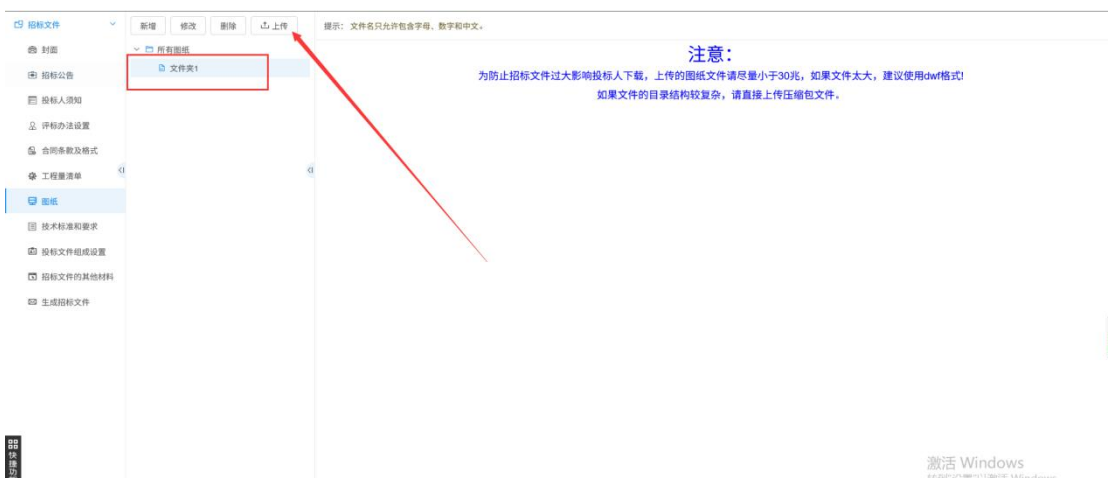 招标文件
封面
招标公告
投标人须知
评标办法设置
合同条款及格式
工程量清单
图纸
技术标准和要求
投标文件组成设置
招标文件的其他材料
生成招标文件
快捷功
新增 修改 删除 上传
所有图纸
文件夹1
提示： 文件名只允许包含字母、数字和中文。
注意：
为防止招标文件过大影响投标人下载，上传的图纸文件请尽量小于30兆，如果文件太大，建议使用dwf格式!
如果文件的目录结构较复杂，请直接上传压缩包文件。
激活 Windows